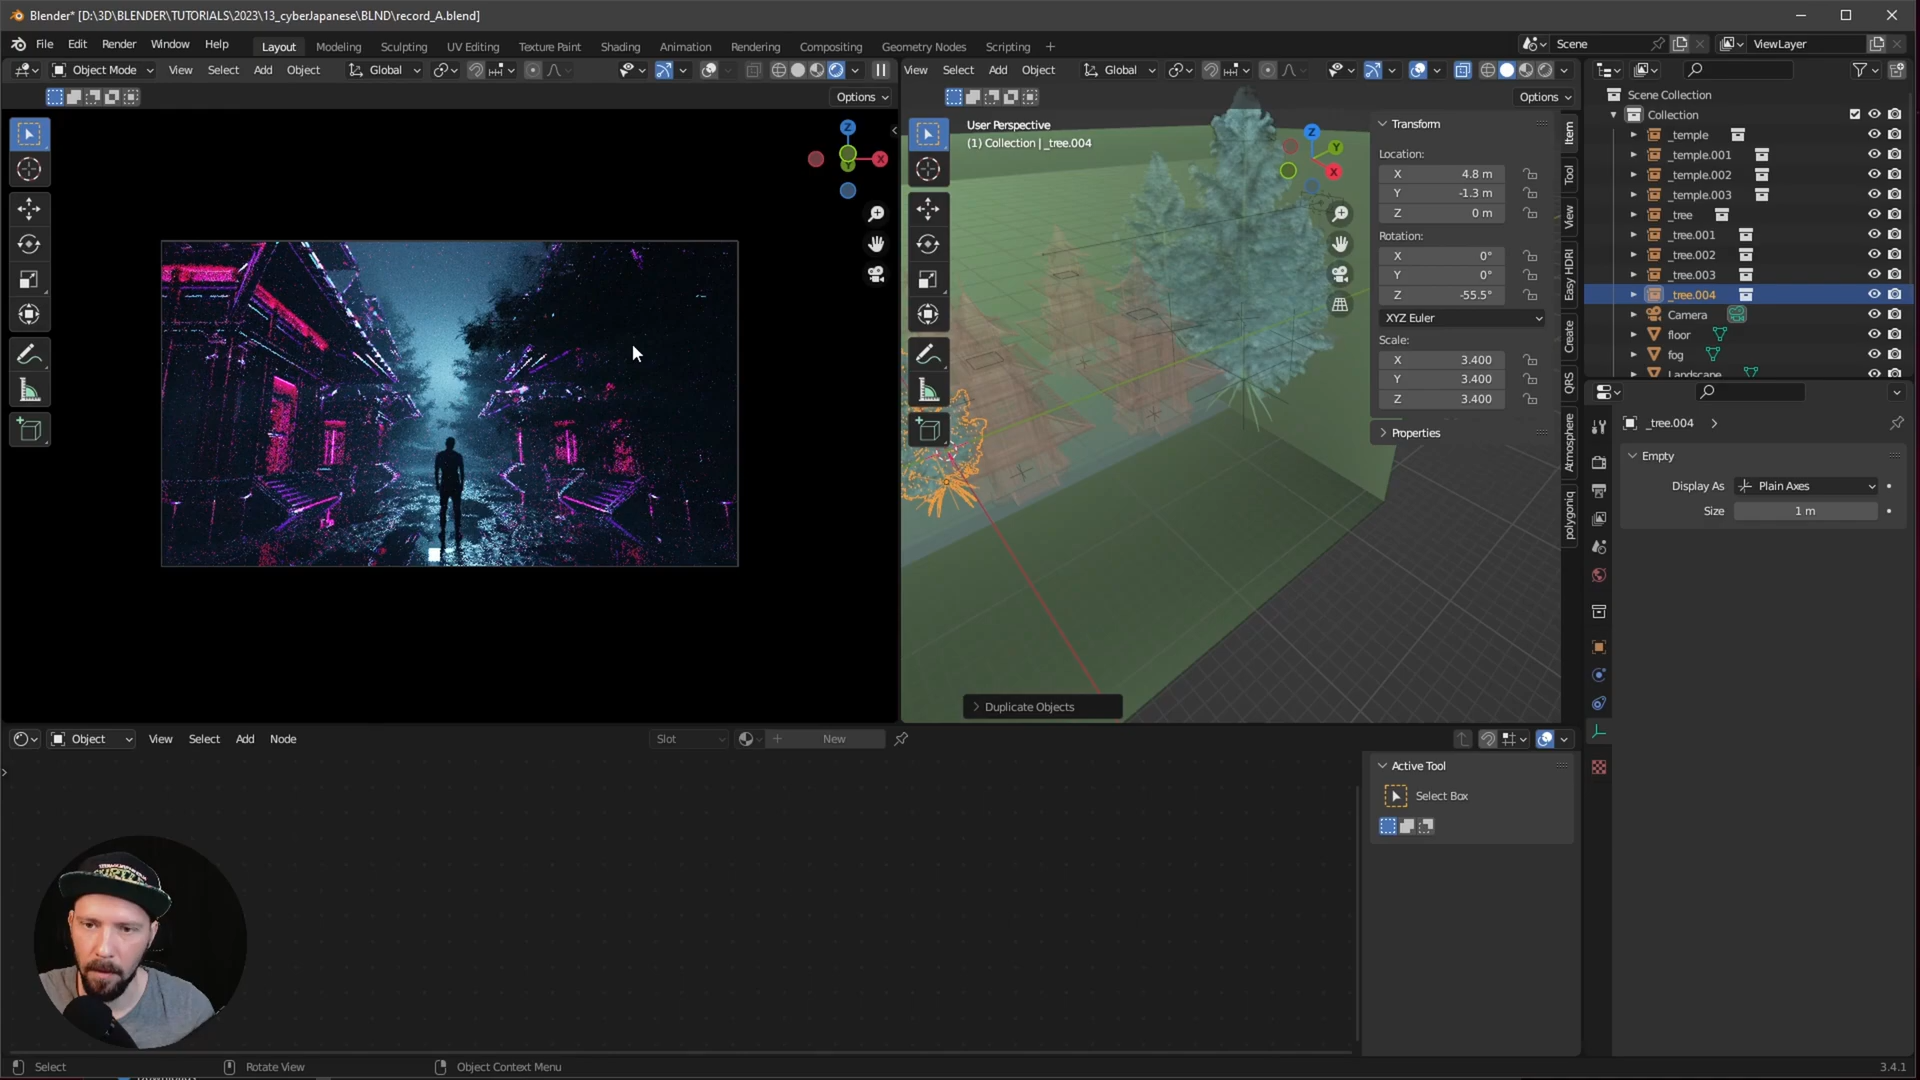 Blender* [D:\3D\BLENDER\TUTORIALS\2023\13_cyberJapanese\BLND\record_A.blend]
File Edit Render Window Help Layout Modeling Sculpting UV Editing Texture Paint Shading Animation Rendering Compositing Geometry Nodes Scripting + Scene ViewLayer
Object Mode View Select Add Object Global
View Select Add Object Global
Options
Options
Scene Collection
Collection
_temple
_temple.001
_temple.002
_temple.003
_tree
_tree.001
_tree.002
_tree.003
_tree.004
Camera
floor
fog
Landscape
Z
X
Y
User Perspective
(1) Collection | _tree.004
Z
Y
X
Transform
Location:
X 4.8 m
Y -1.3 m
Z 0 m
Rotation:
X 0°
Y 0°
Z -55.5°
XYZ Euler
Scale:
X 3.400
Y 3.400
Z 3.400
Properties
Item
Tool
View
Easy HDRI
Create
QRS
Atmosphere
polygoniq
_tree.004
Empty
Display As Plain Axes
Size 1 m
Duplicate Objects
Object View Select Add Node Slot New
Active Tool
Select Box
Select Rotate View Object Context Menu 3.4.1